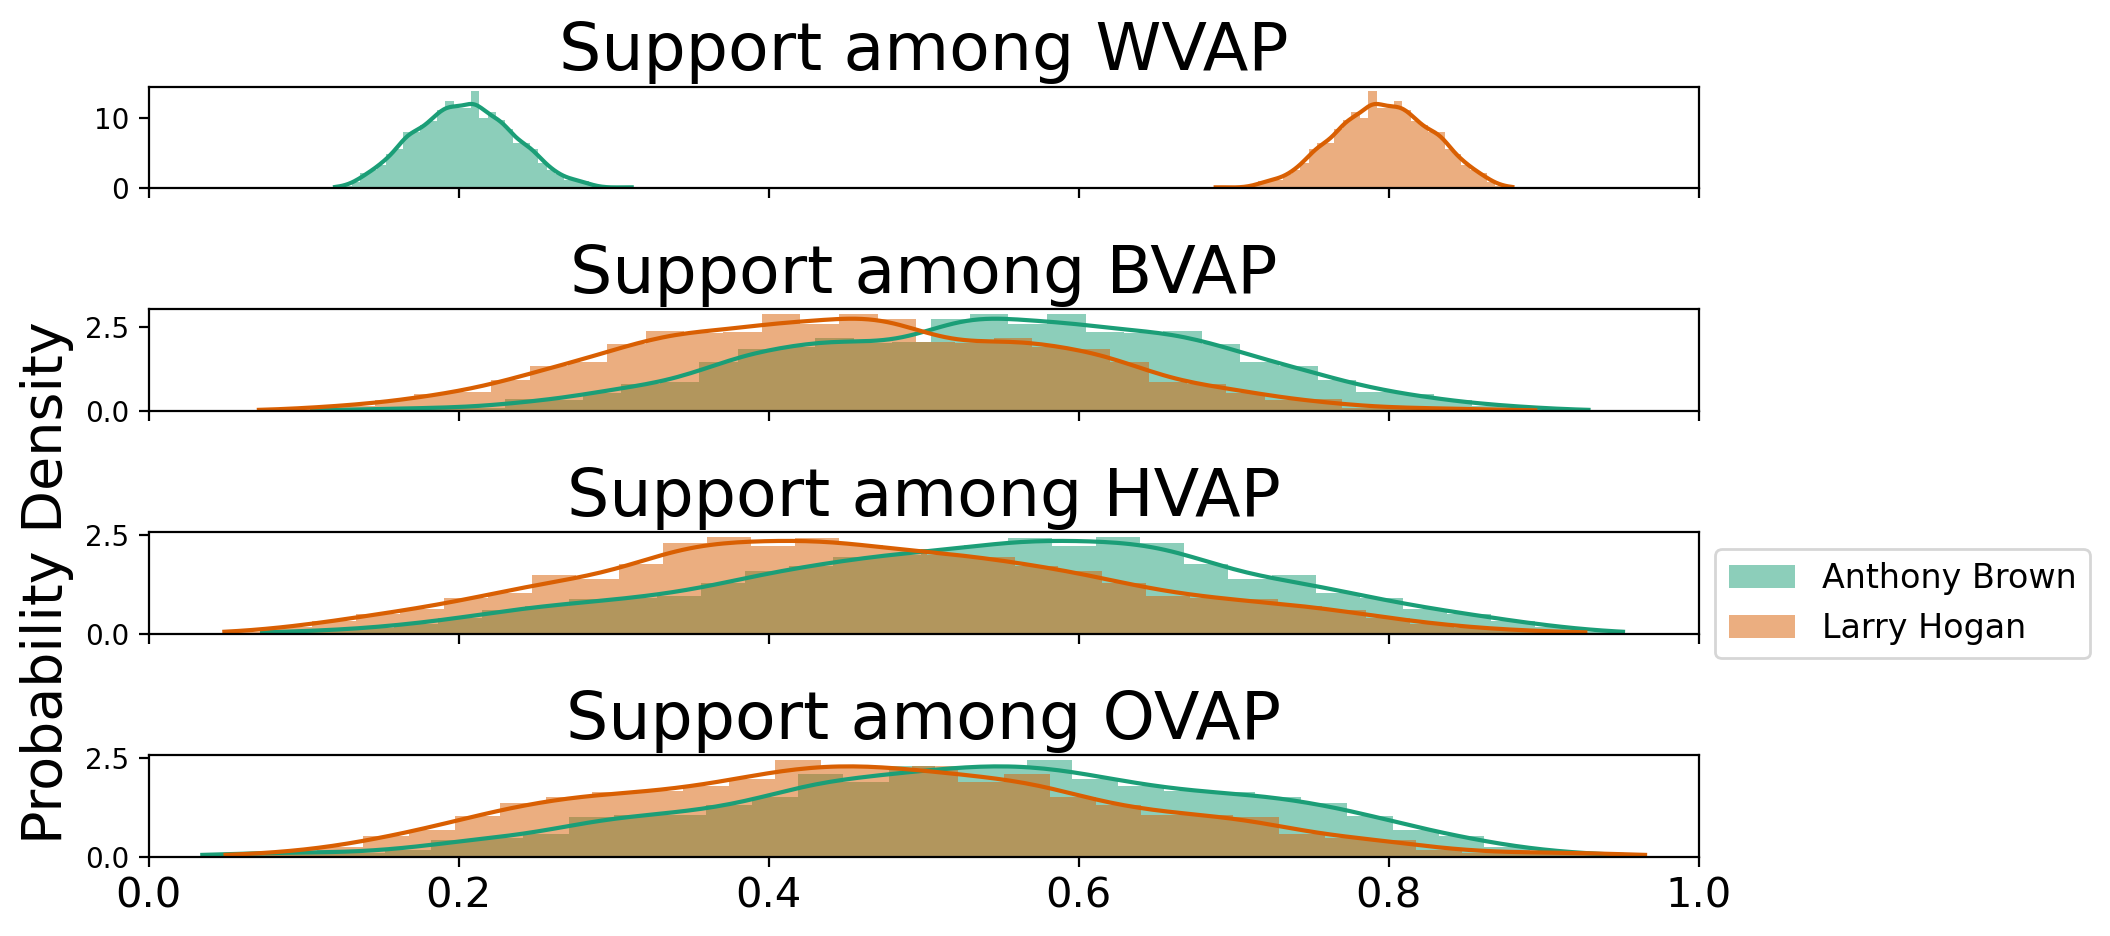 Support among WVAP
10
0
Support among BVAP
2.5
0.0
Support among HVAP
2.5
0.0
Support among OVAP
2.5
0.0
0.0 0.2 0.4 0.6 0.8 1.0
Probability Density
Anthony Brown
Larry Hogan